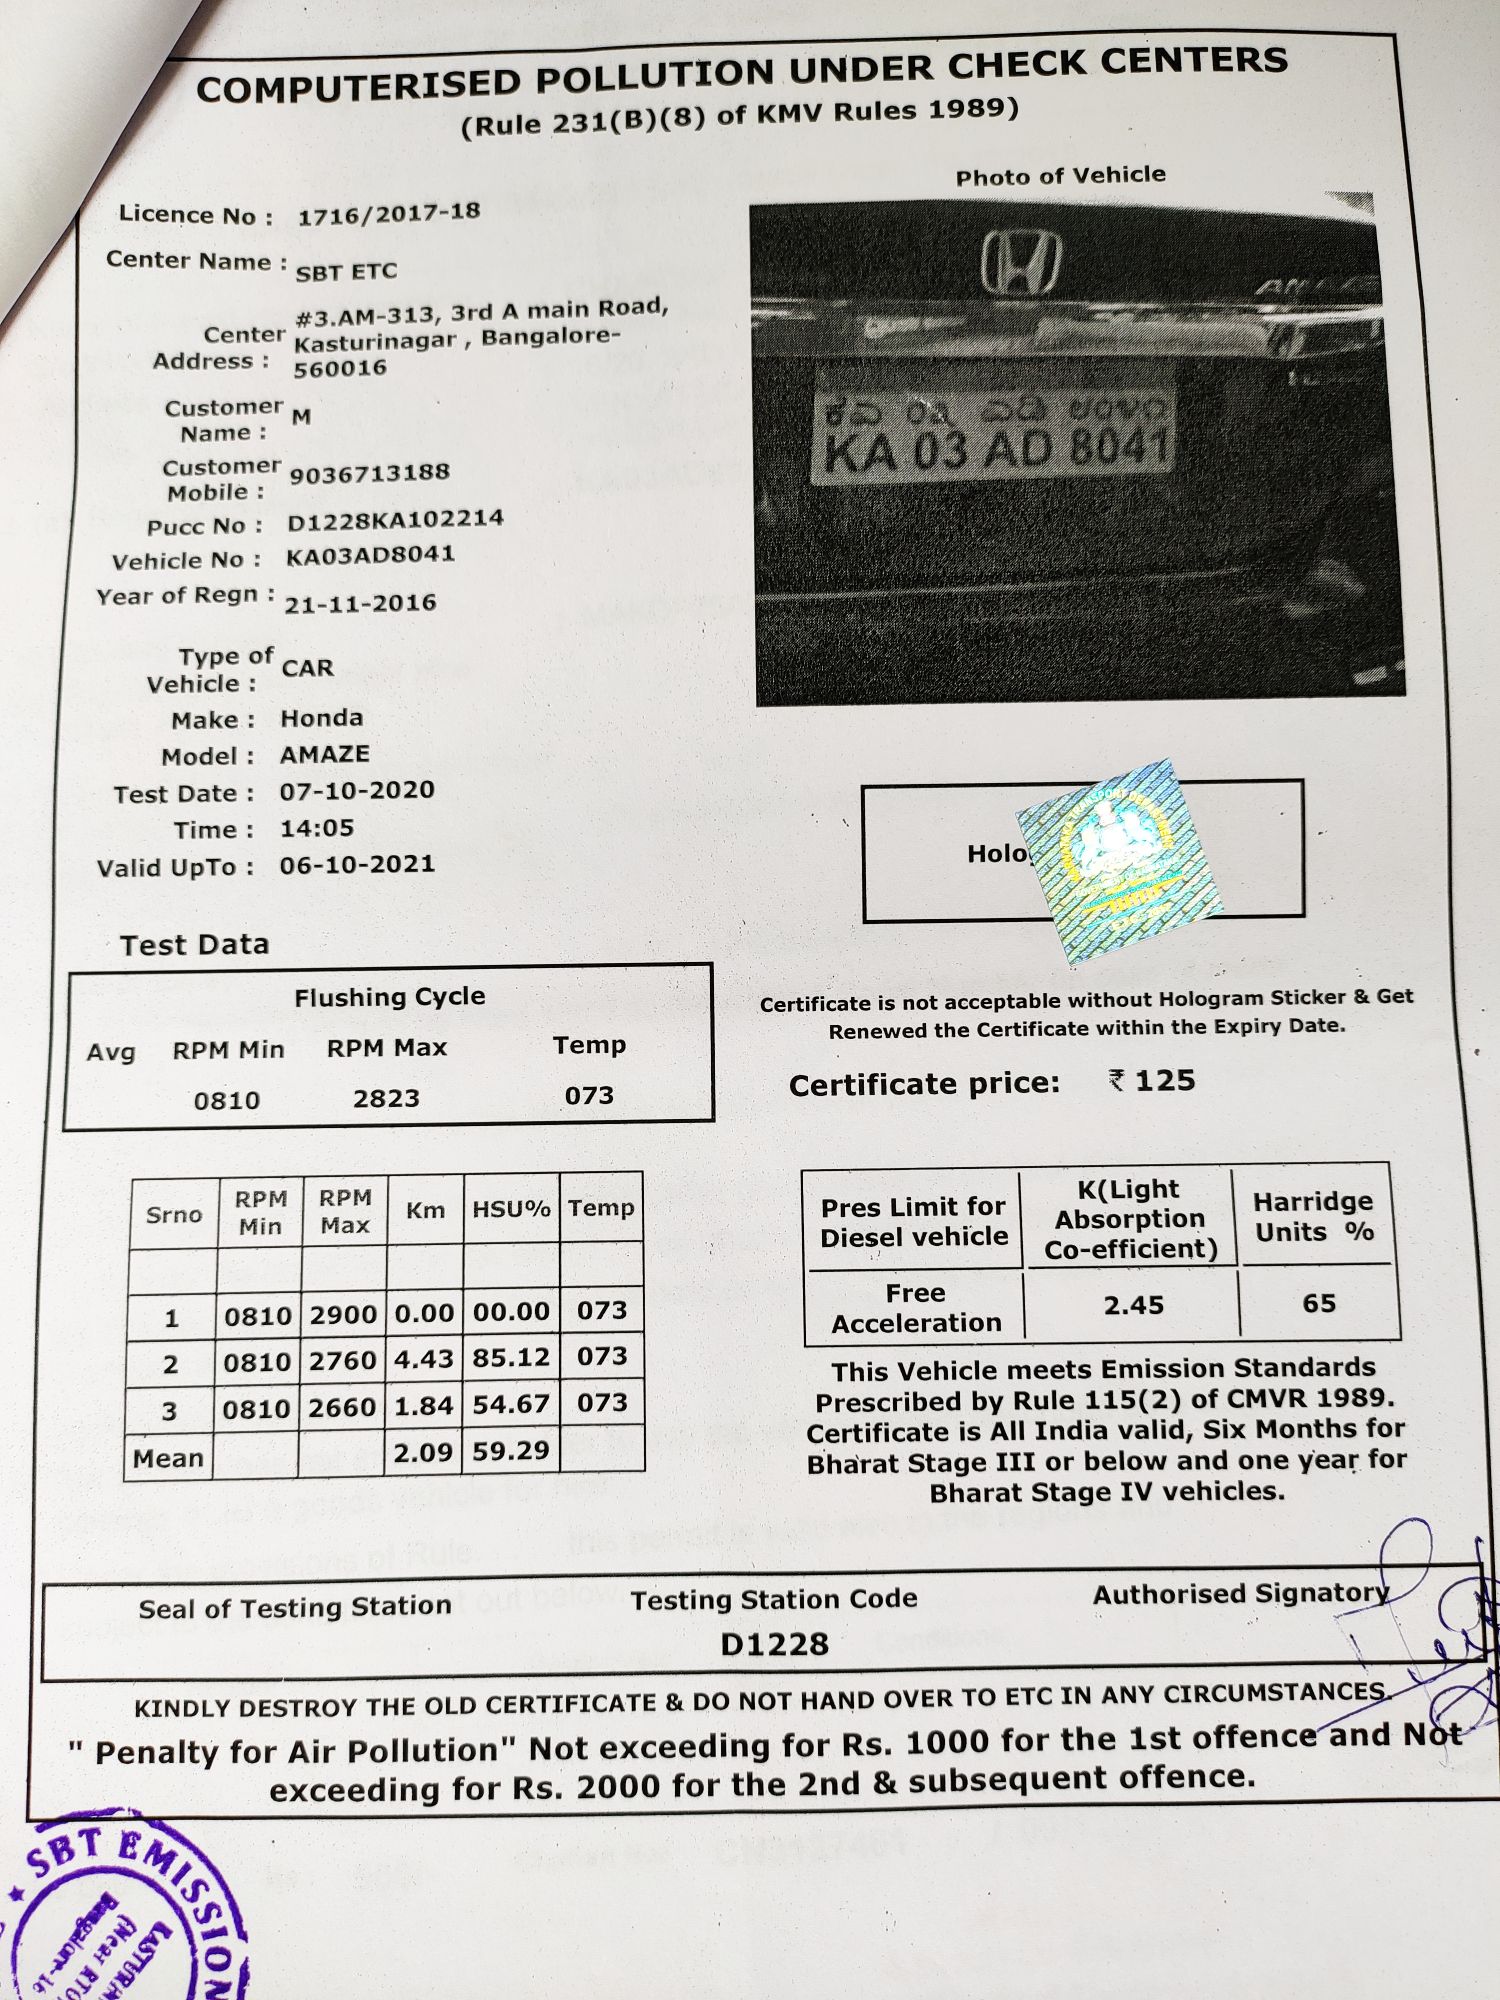 COMPUTERISED POLLUTION UNDER CHECK CENTERS
(Rule 231(B)(8) of KMV Rules 1989)
Licence No : 1716/2017-18
Center Name : SBT ETC
Center Address : #3.AM-313, 3rd A main Road,
Kasturinagar , Bangalore-
560016
Customer Name : M
Customer Mobile : 9036713188
Pucc No : D1228KA102214
Vehicle No : KA03AD8041
Year of Regn : 21-11-2016
Type of Vehicle : CAR
Make : Honda
Model : AMAZE
Test Date : 07-10-2020
Time : 14:05
Valid UpTo : 06-10-2021
Photo of Vehicle
KA 03 AD 8041
Certificate is not acceptable without Hologram Sticker & Get
Renewed the Certificate within the Expiry Date.
Certificate price: ₹ 125
Test Data
Flushing Cycle
Avg RPM Min RPM Max Temp
0810 2823 073
Srno RPM Min RPM Max Km HSU% Temp
1 0810 2900 0.00 00.00 073
2 0810 2760 4.43 85.12 073
3 0810 2660 1.84 54.67 073
Mean 2.09 59.29
Pres Limit for Diesel vehicle K(Light Absorption Co-efficient) Harridge Units %
Free Acceleration 2.45 65
This Vehicle meets Emission Standards
Prescribed by Rule 115(2) of CMVR 1989.
Certificate is All India valid, Six Months for
Bharat Stage III or below and one year for
Bharat Stage IV vehicles.
Seal of Testing Station Testing Station Code Authorised Signatory
D1228
KINDLY DESTROY THE OLD CERTIFICATE & DO NOT HAND OVER TO ETC IN ANY CIRCUMSTANCES.
" Penalty for Air Pollution" Not exceeding for Rs. 1000 for the 1st offence and Not
exceeding for Rs. 2000 for the 2nd & subsequent offence.
SBT EMISSION
(Near RTO
Bangalore-16